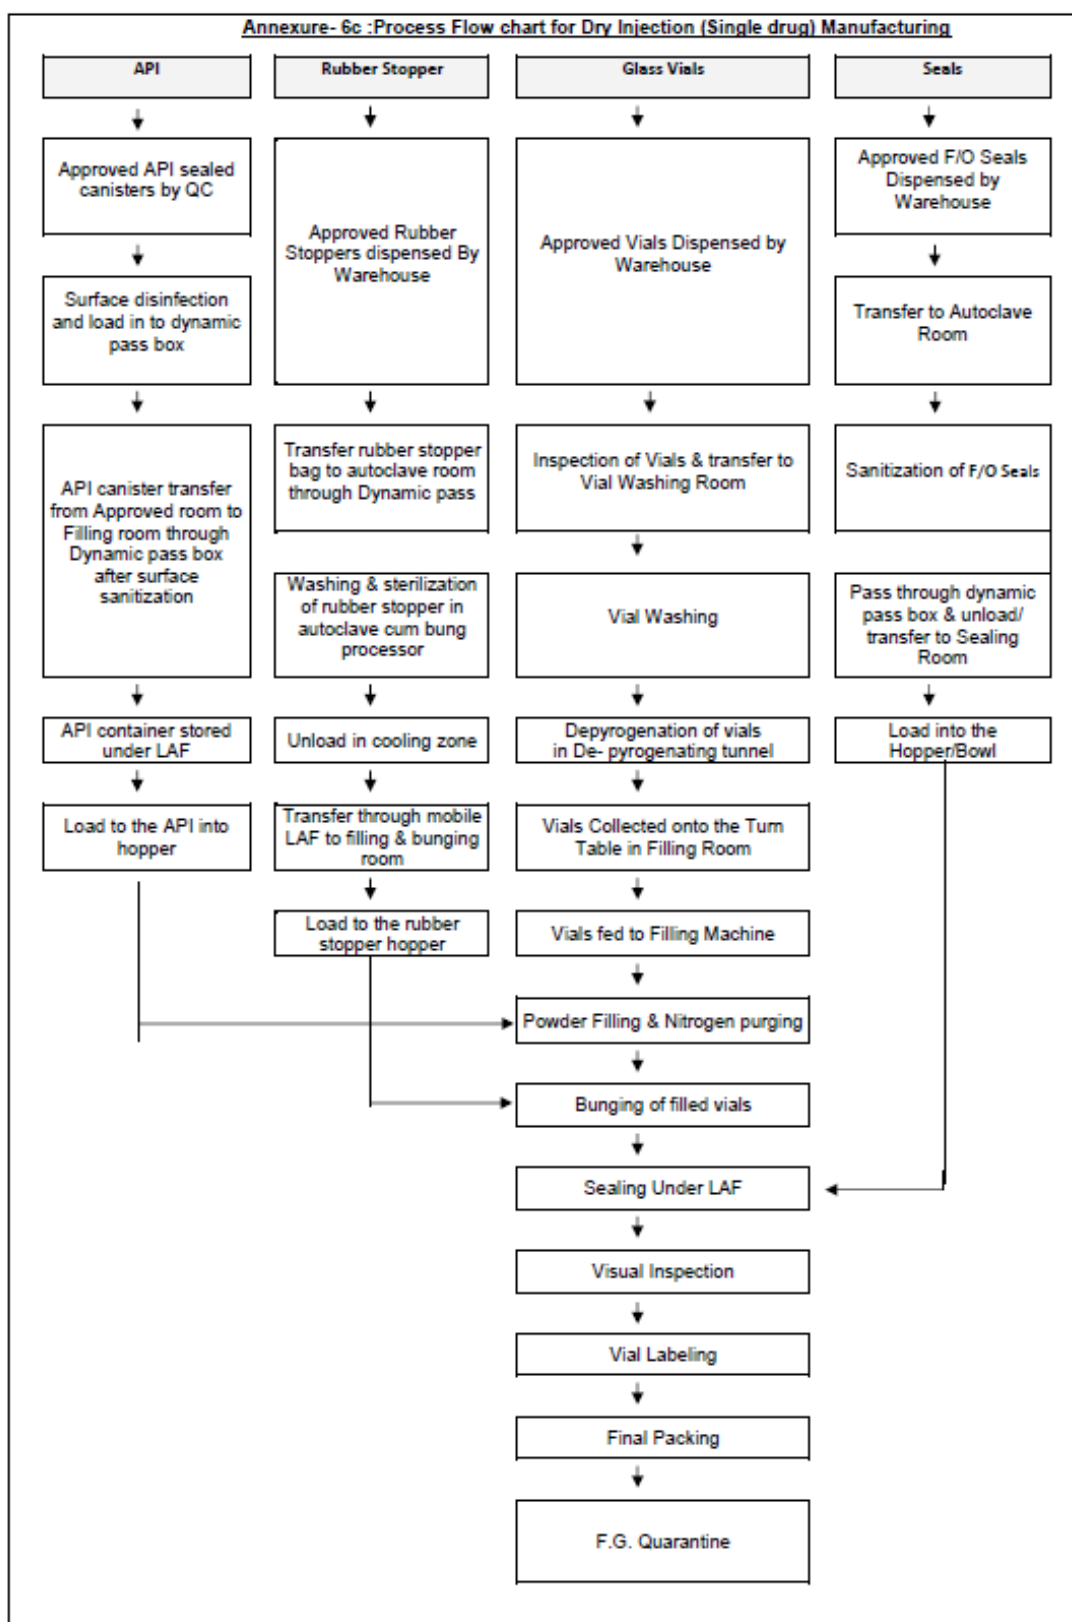 Annexure- 6c :Process Flow chart for Dry Injection (Single drug) Manufacturing
API
Rubber Stopper
Glass Vials
Seals
Approved API sealed
canisters by QC
Approved Rubber
Stoppers dispensed By
Warehouse
Approved Vials Dispensed by
Warehouse
Approved F/O Seals
Dispensed by
Warehouse
Surface disinfection
and load in to dynamic
pass box
Transfer to Autoclave
Room
API canister transfer
from Approved room to
Filling room through
Dynamic pass box
after surface
sanitization
Transfer rubber stopper
bag to autoclave room
through Dynamic pass
Inspection of Vials & transfer to
Vial Washing Room
Sanitization of F/O Seals
Washing & sterilization
of rubber stopper in
autoclave cum bung
processor
Vial Washing
Pass through dynamic
pass box & unload/
transfer to Sealing
Room
API container stored
under LAF
Unload in cooling zone
Depyrogenation of vials
in De- pyrogenating tunnel
Load into the
Hopper/Bowl
Load to the API into
hopper
Transfer through mobile
LAF to filling & bunging
room
Vials Collected onto the Turn
Table in Filling Room
Load to the rubber
stopper hopper
Vials fed to Filling Machine
Powder Filling & Nitrogen purging
Bunging of filled vials
Sealing Under LAF
Visual Inspection
Vial Labeling
Final Packing
F.G. Quarantine